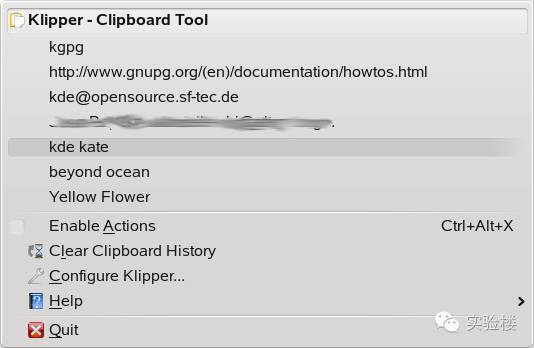 Klipper - Clipboard Tool
kgpg
http://www.gnupg.org/(en)/documentation/howtos.html
kde@opensource.sf-tec.de
kde kate
beyond ocean
Yellow Flower
Enable Actions Ctrl+Alt+X
Clear Clipboard History
Configure Klipper...
Help
Quit
实验楼